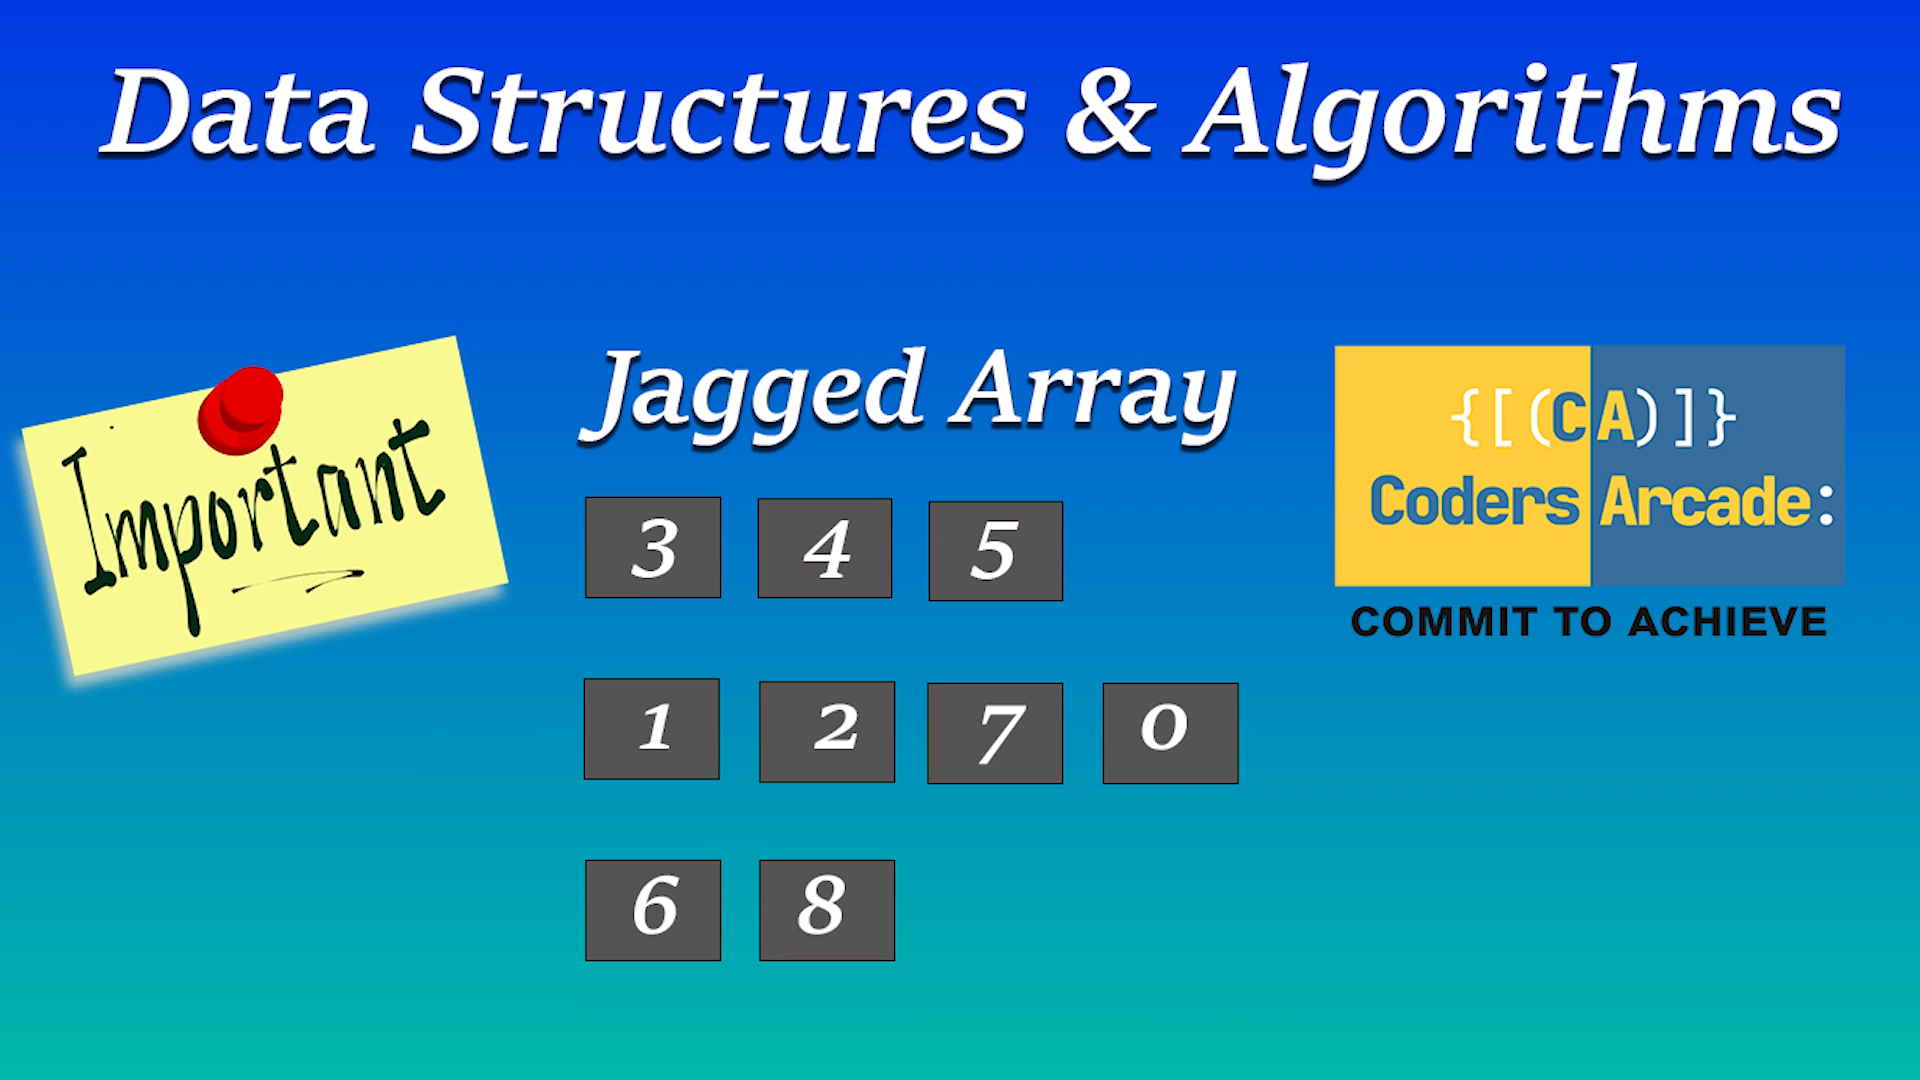 Data Structures & Algorithms
Important
Jagged Array
3 4 5
1 2 7 0
6 8
{[(CA)]}
Coders Arcade:
COMMIT TO ACHIEVE